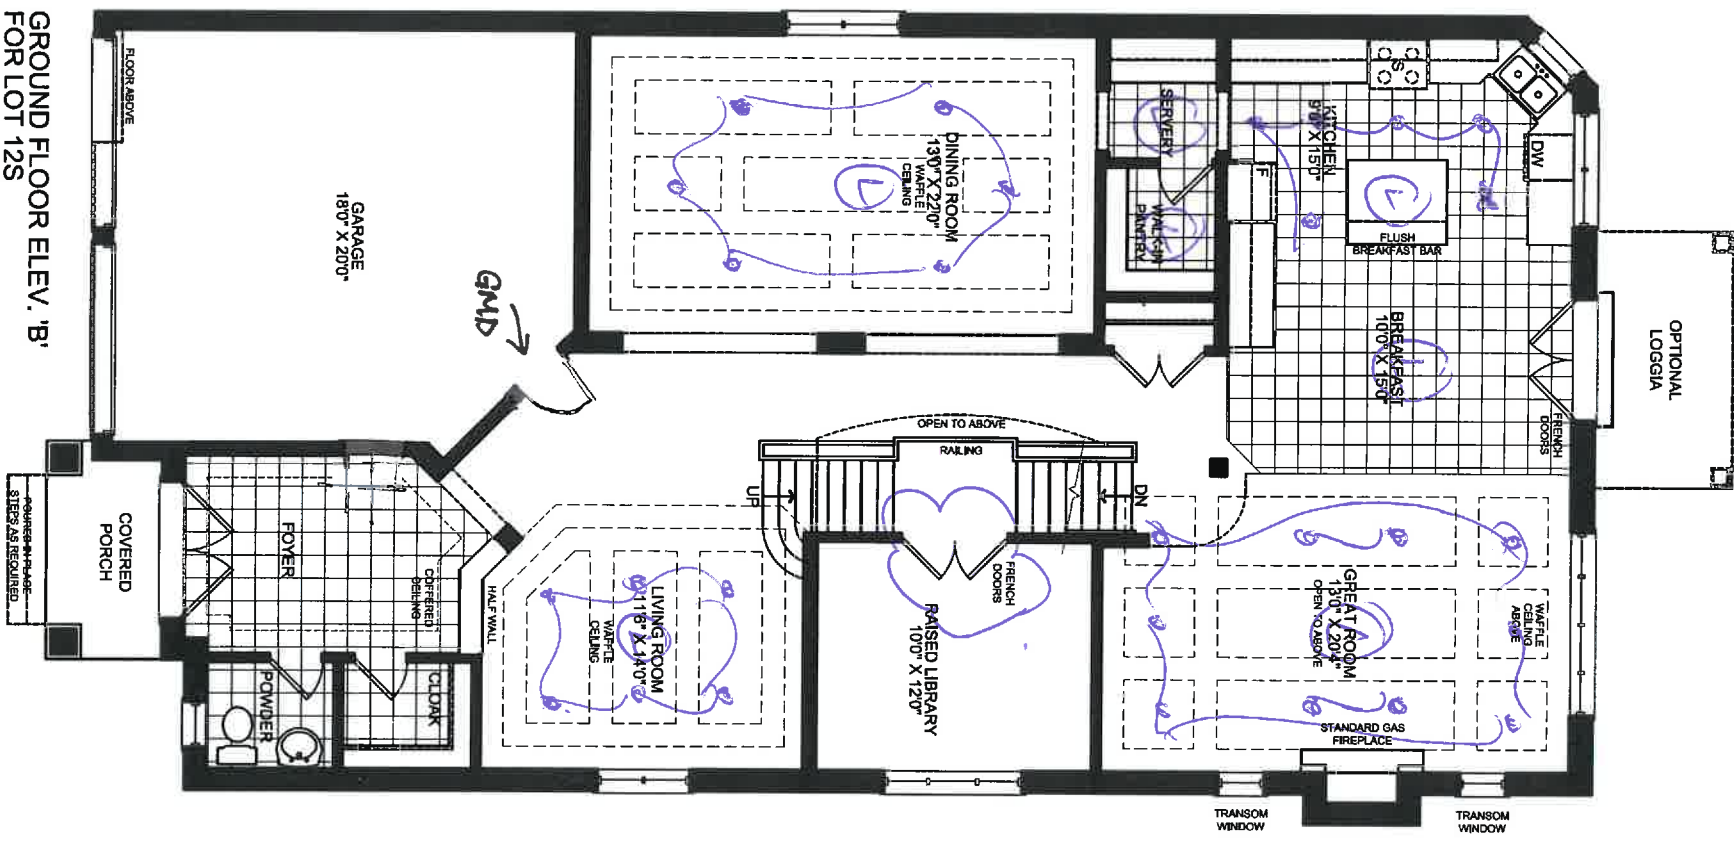 GROUND FLOOR ELEV. 'B'
FOR LOT 12S
FLOOR ABOVE
GARAGE
18'0" X 20'0"
GMD
DINING ROOM
13'0" X 22'0"
WAFFLE
CEILING
L
SERVERY
L
WALK-IN
PANTRY
L
KITCHEN
9'6" X 15'0"
S
DW
F
L
FLUSH
BREAKFAST BAR
BREAKFAST
10'0" X 15'0"
L
FRENCH
DOORS
OPTIONAL
LOGGIA
OPEN TO ABOVE
RAILING
UP
DN
COVERED
PORCH
POURED IN PLACE
STEPS AS REQUIRED
FOYER
COFFERED
CEILING
HALF WALL
CLOAK
POWDER
LIVING ROOM
11'8" X 14'0"
WAFFLE
CEILING
L
FRENCH
DOORS
RAISED LIBRARY
10'0" X 12'0"
GREAT ROOM
13'0" X 20'4"
OPEN TO ABOVE
L
WAFFLE
CEILING
ABOVE
STANDARD GAS
FIREPLACE
TRANSOM
WINDOW
TRANSOM
WINDOW